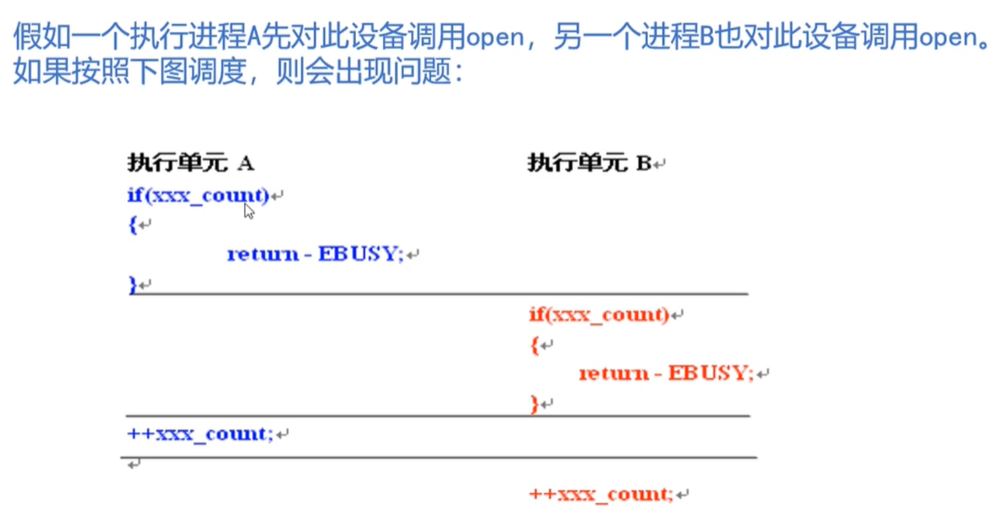 假如一个执行进程A先对此设备调用open，另一个进程B也对此设备调用open。
如果按照下图调度，则会出现问题：
执行单元 A 执行单元 B↵
if(xxx_count)↵
{↵
return - EBUSY;↵
}↵
if(xxx_count)↵
{↵
return - EBUSY;↵
}↵
++xxx_count;↵
↵
++xxx_count;↵